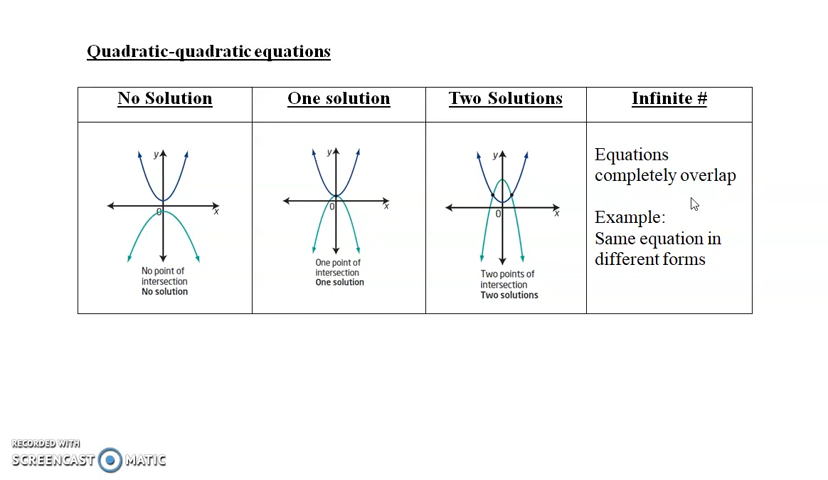 Quadratic-quadratic equations
No Solution
One solution
Two Solutions
Infinite #
y
0
x
No point of
intersection
No solution
y
0
x
One point of
intersection
One solution
y
0
x
Two points of
intersection
Two solutions
Equations
completely overlap
Example:
Same equation in
different forms
RECORDED WITH
SCREENCAST MATIC